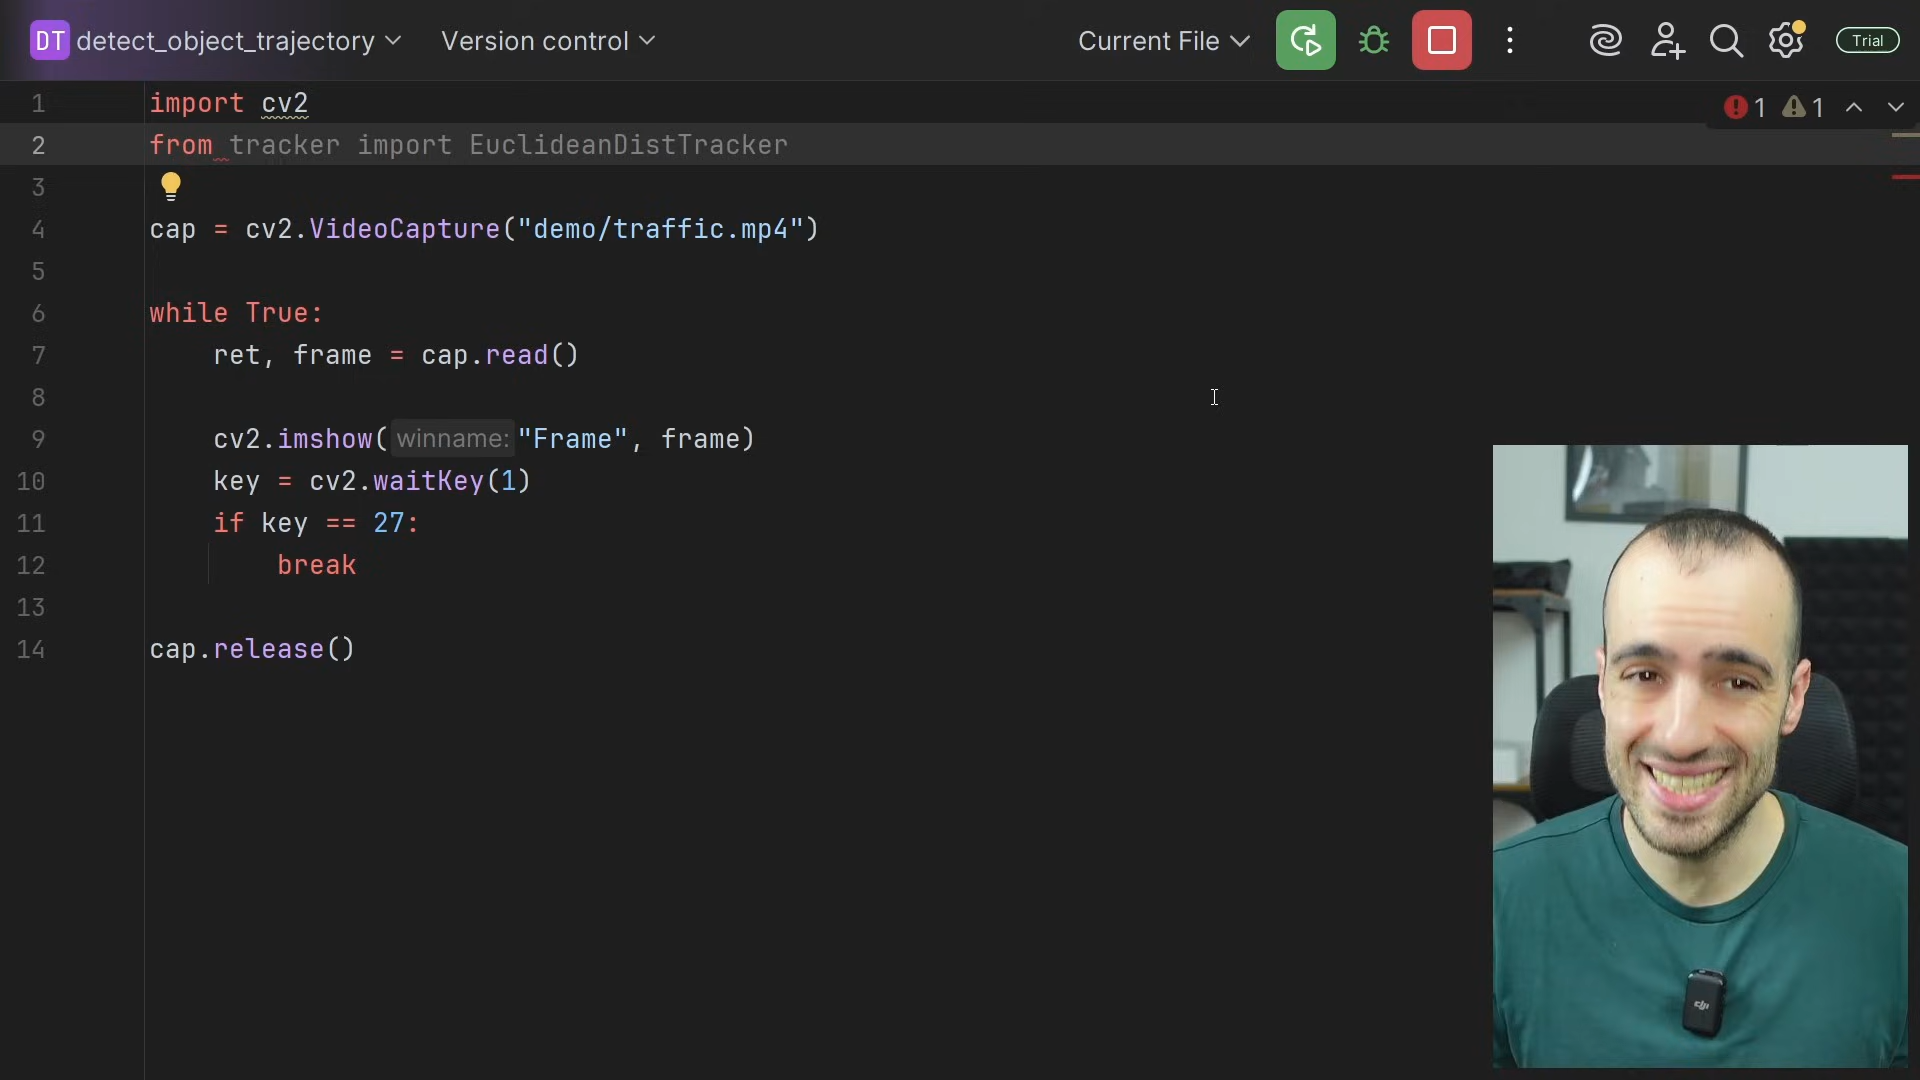 DT detect_object_trajectory Version control Current File Trial
1 import cv2 1 1
2 from tracker import EuclideanDistTracker
3
4 cap = cv2.VideoCapture("demo/traffic.mp4")
5
6 while True:
7 ret, frame = cap.read()
8
9 cv2.imshow( winname: "Frame", frame)
10 key = cv2.waitKey(1)
11 if key == 27:
12 break
13
14 cap.release()
dji